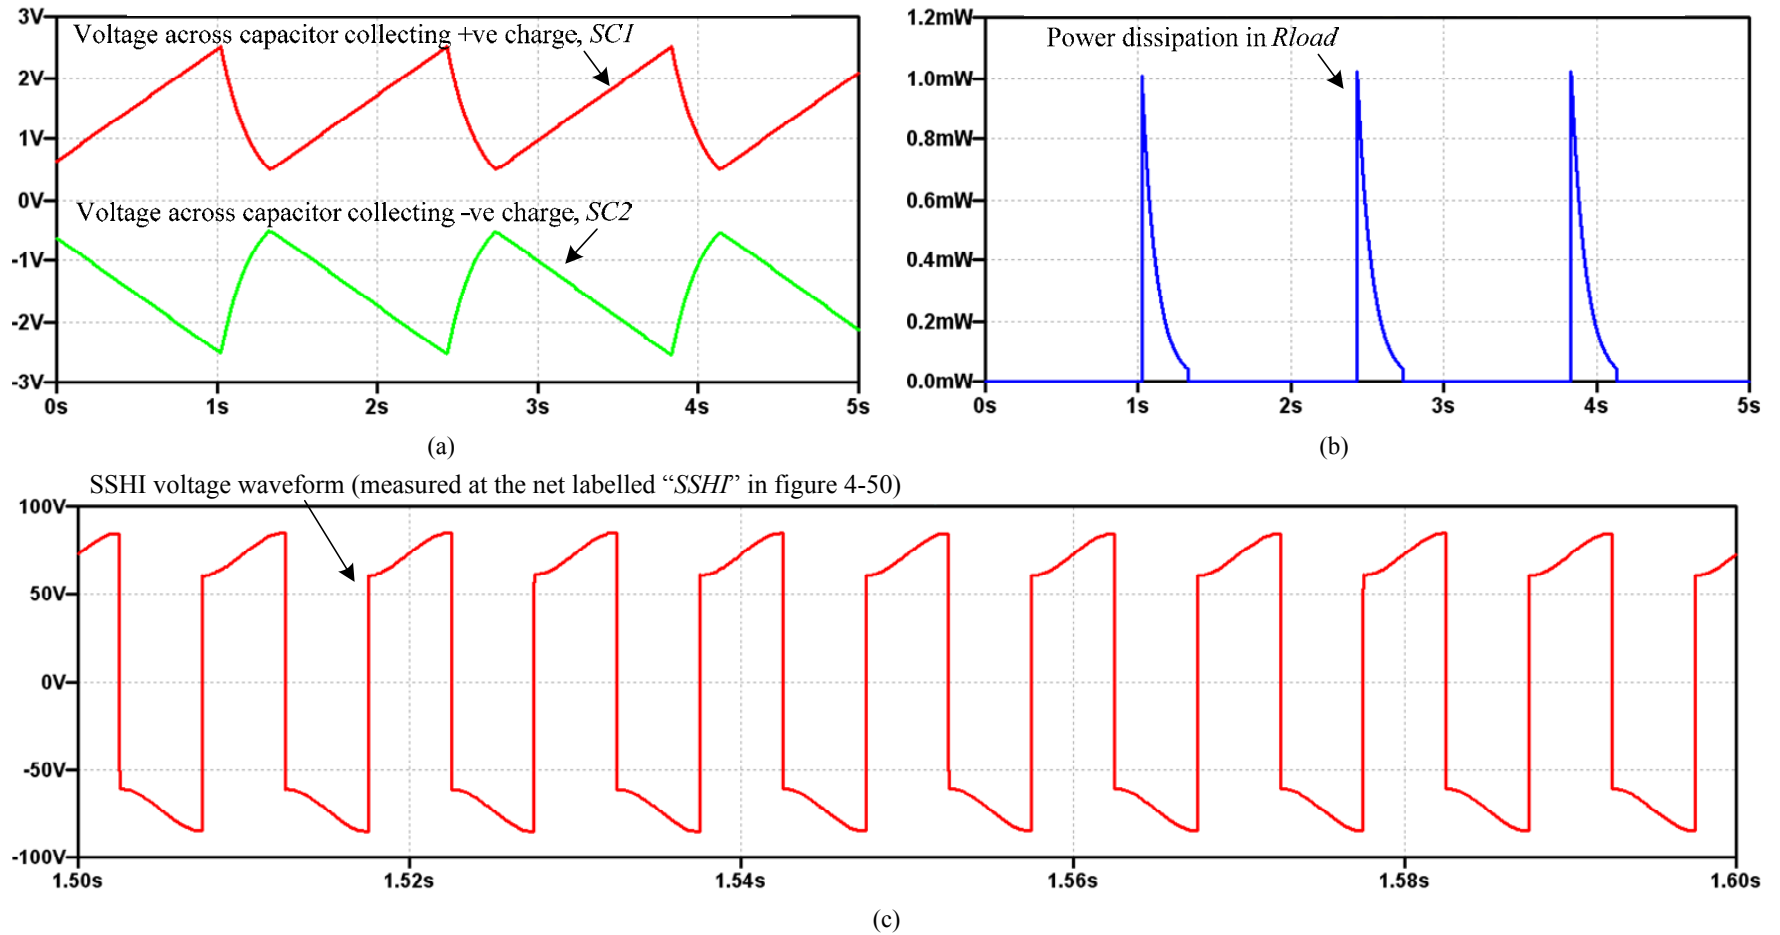 3V
Voltage across capacitor collecting +ve charge, SC1
2V
1V
0V
Voltage across capacitor collecting -ve charge, SC2
-1V
-2V
-3V
0s 1s 2s 3s 4s 5s
(a)
1.2mW
Power dissipation in Rload
1.0mW
0.8mW
0.6mW
0.4mW
0.2mW
0.0mW
0s 1s 2s 3s 4s 5s
(b)
SSHI voltage waveform (measured at the net labelled “SSHI” in figure 4-50)
100V
50V
0V
-50V
-100V
1.50s 1.52s 1.54s 1.56s 1.58s 1.60s
(c)